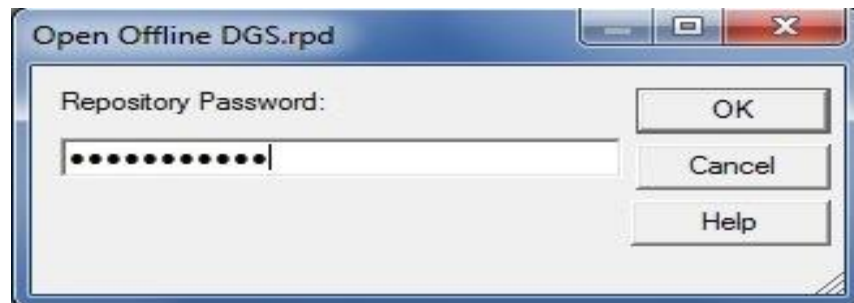 Open Offline DGS.rpd
Repository Password:
OK
●●●●●●●●●●●
Cancel
Help